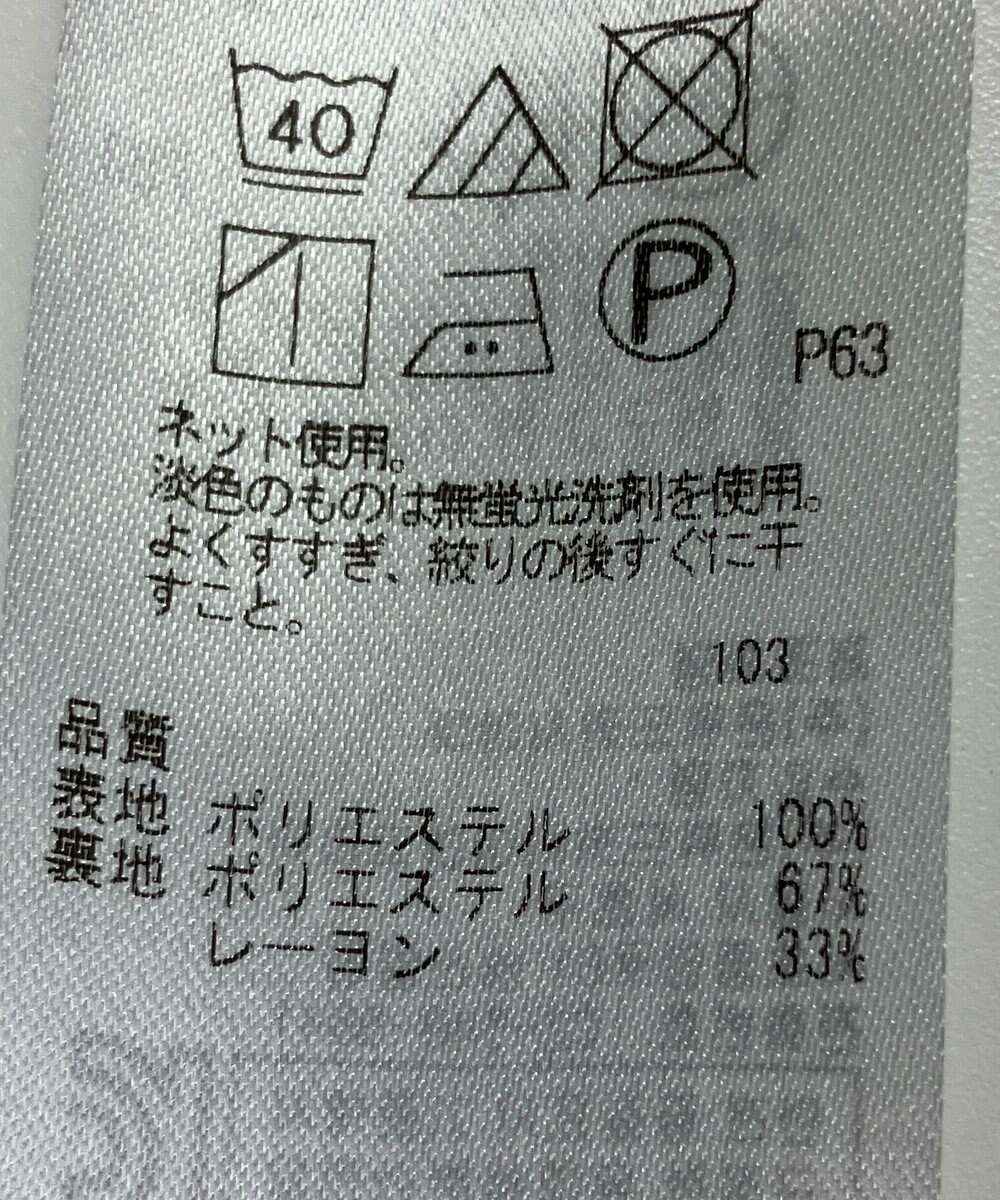 40
P
P63
ネット使用。
淡色のものは無蛍光洗剤を使用。
よくすすぎ、絞りの後すぐに干
すこと。
103
品質
表地 ポリエステル 100%
裏地 ポリエステル 67%
レーヨン 33%